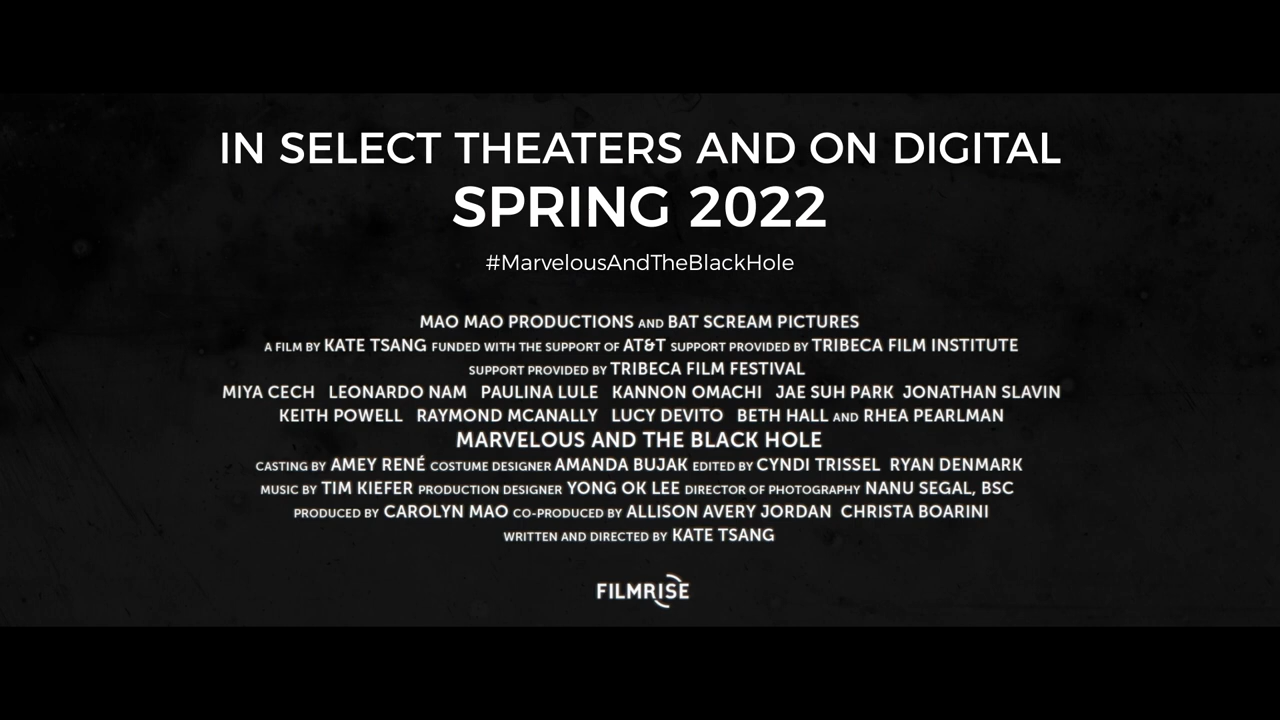 IN SELECT THEATERS AND ON DIGITAL
SPRING 2022
#MarvelousAndTheBlackHole
MAO MAO PRODUCTIONS AND BAT SCREAM PICTURES
A FILM BY KATE TSANG FUNDED WITH THE SUPPORT OF AT&T SUPPORT PROVIDED BY TRIBECA FILM INSTITUTE
SUPPORT PROVIDED BY TRIBECA FILM FESTIVAL
MIYA CECH LEONARDO NAM PAULINA LULE KANNON OMACHI JAE SUH PARK JONATHAN SLAVIN
KEITH POWELL RAYMOND MCANALLY LUCY DEVITO BETH HALL AND RHEA PEARLMAN
MARVELOUS AND THE BLACK HOLE
CASTING BY AMEY RENÉ COSTUME DESIGNER AMANDA BUJAK EDITED BY CYNDI TRISSEL RYAN DENMARK
MUSIC BY TIM KIEFER PRODUCTION DESIGNER YONG OK LEE DIRECTOR OF PHOTOGRAPHY NANU SEGAL, BSC
PRODUCED BY CAROLYN MAO CO-PRODUCED BY ALLISON AVERY JORDAN CHRISTA BOARINI
WRITTEN AND DIRECTED BY KATE TSANG
FILMRISE